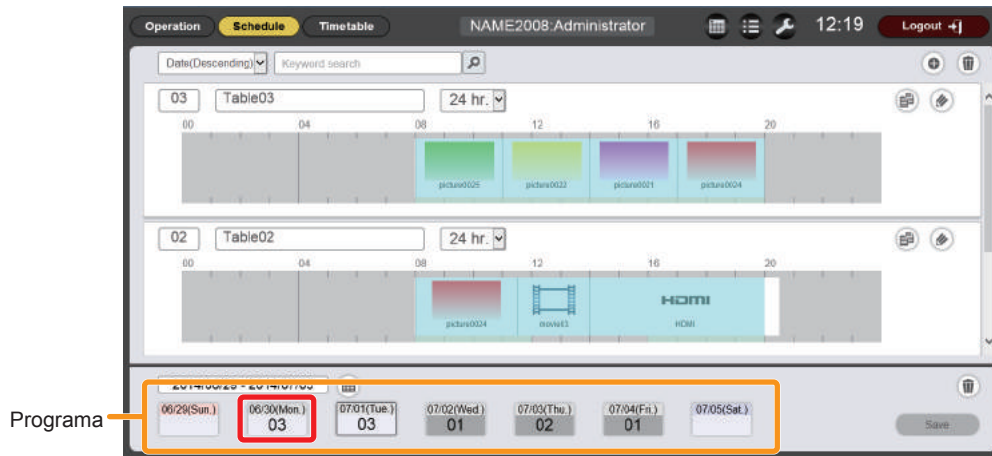 Operation Schedule Timetable NAME2008:Administrator 12:19 Logout
Date(Descending) Keyword search
03 Table03 24 hr.
00 04 08 12 16 20
picture0025 picture0022 picture0021 picture0024
02 Table02 24 hr.
00 04 08 12 16 20
HDMI
picture0024 movie03 HDMI
Programa
06/29(Sun.) 06/30(Mon.) 07/01(Tue.) 07/02(Wed.) 07/03(Thu.) 07/04(Fri.) 07/05(Sat.)
03 03 01 02 01 Save